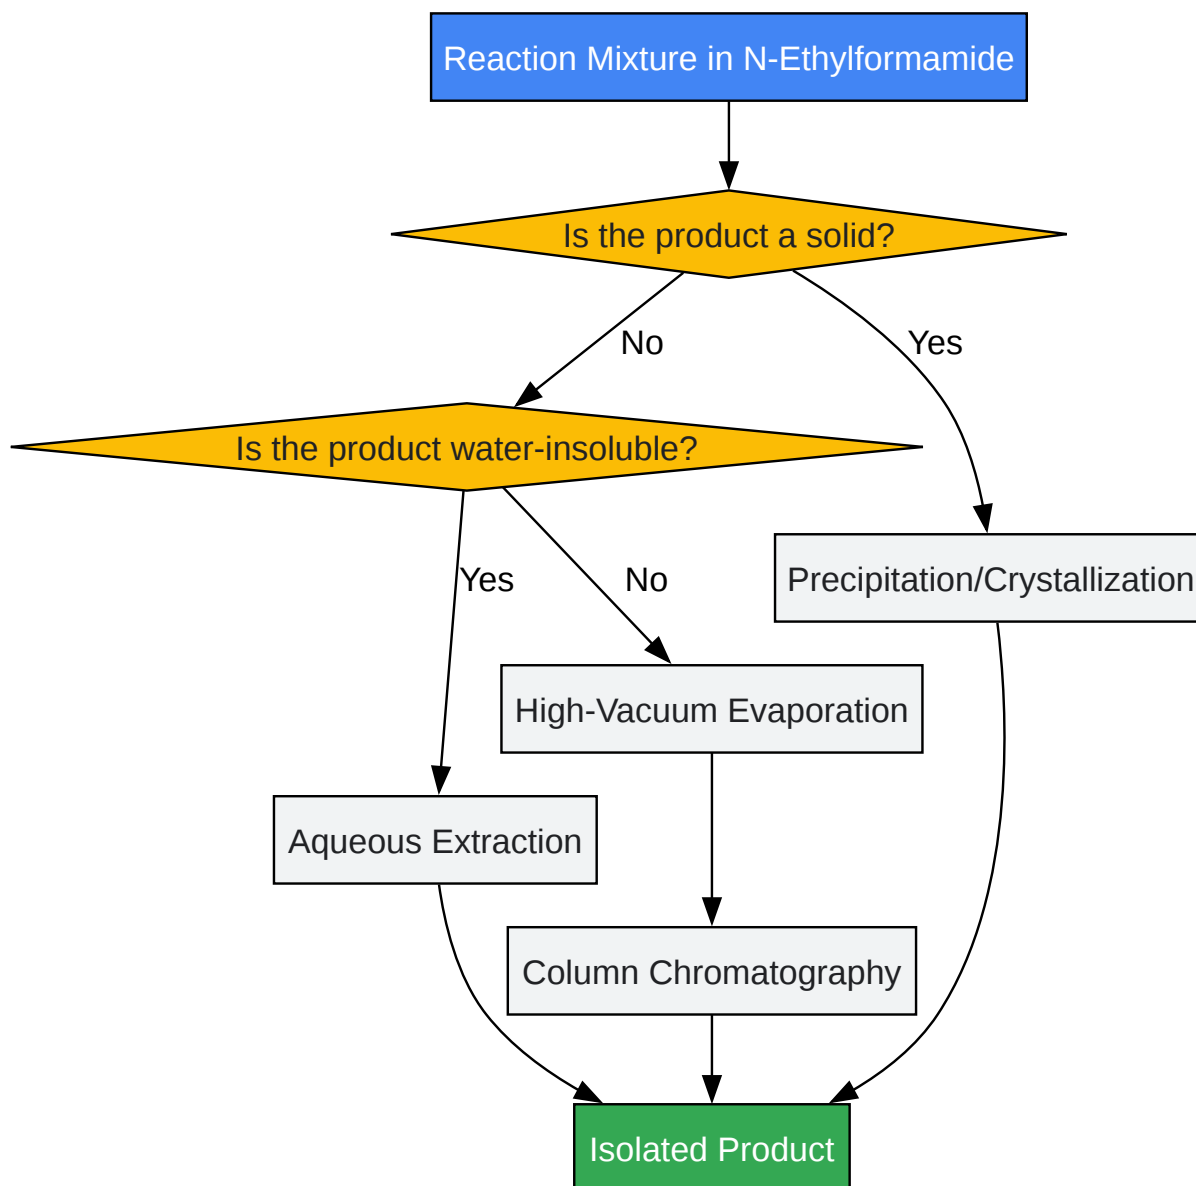 Reaction Mixture in N-Ethylformamide
Is the product a solid?
No
Yes
Is the product water-insoluble?
Yes
No
Precipitation/Crystallization
High-Vacuum Evaporation
Aqueous Extraction
Column Chromatography
Isolated Product